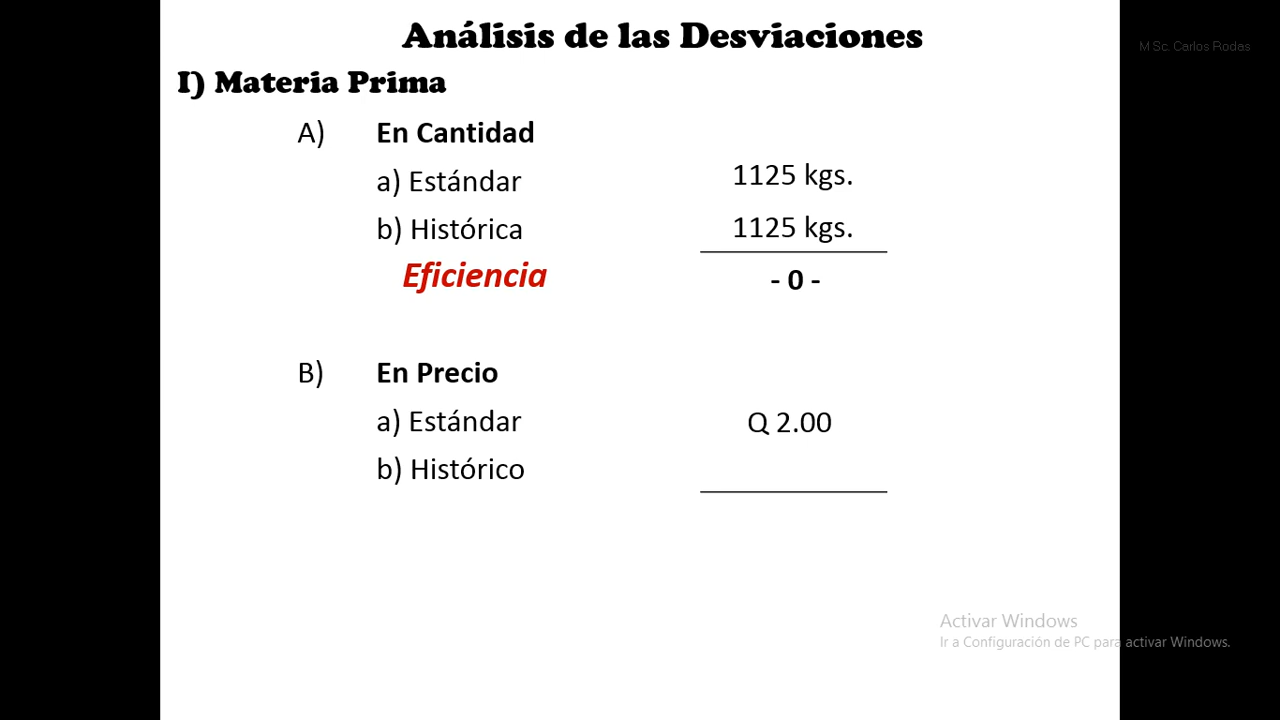 Análisis de las Desviaciones
M Sc. Carlos Rodas
I) Materia Prima
A) En Cantidad
a) Estándar 1125 kgs.
b) Histórica 1125 kgs.
Eficiencia - 0 -
B) En Precio
a) Estándar Q 2.00
b) Histórico
Activar Windows
Ir a Configuración de PC para activar Windows.